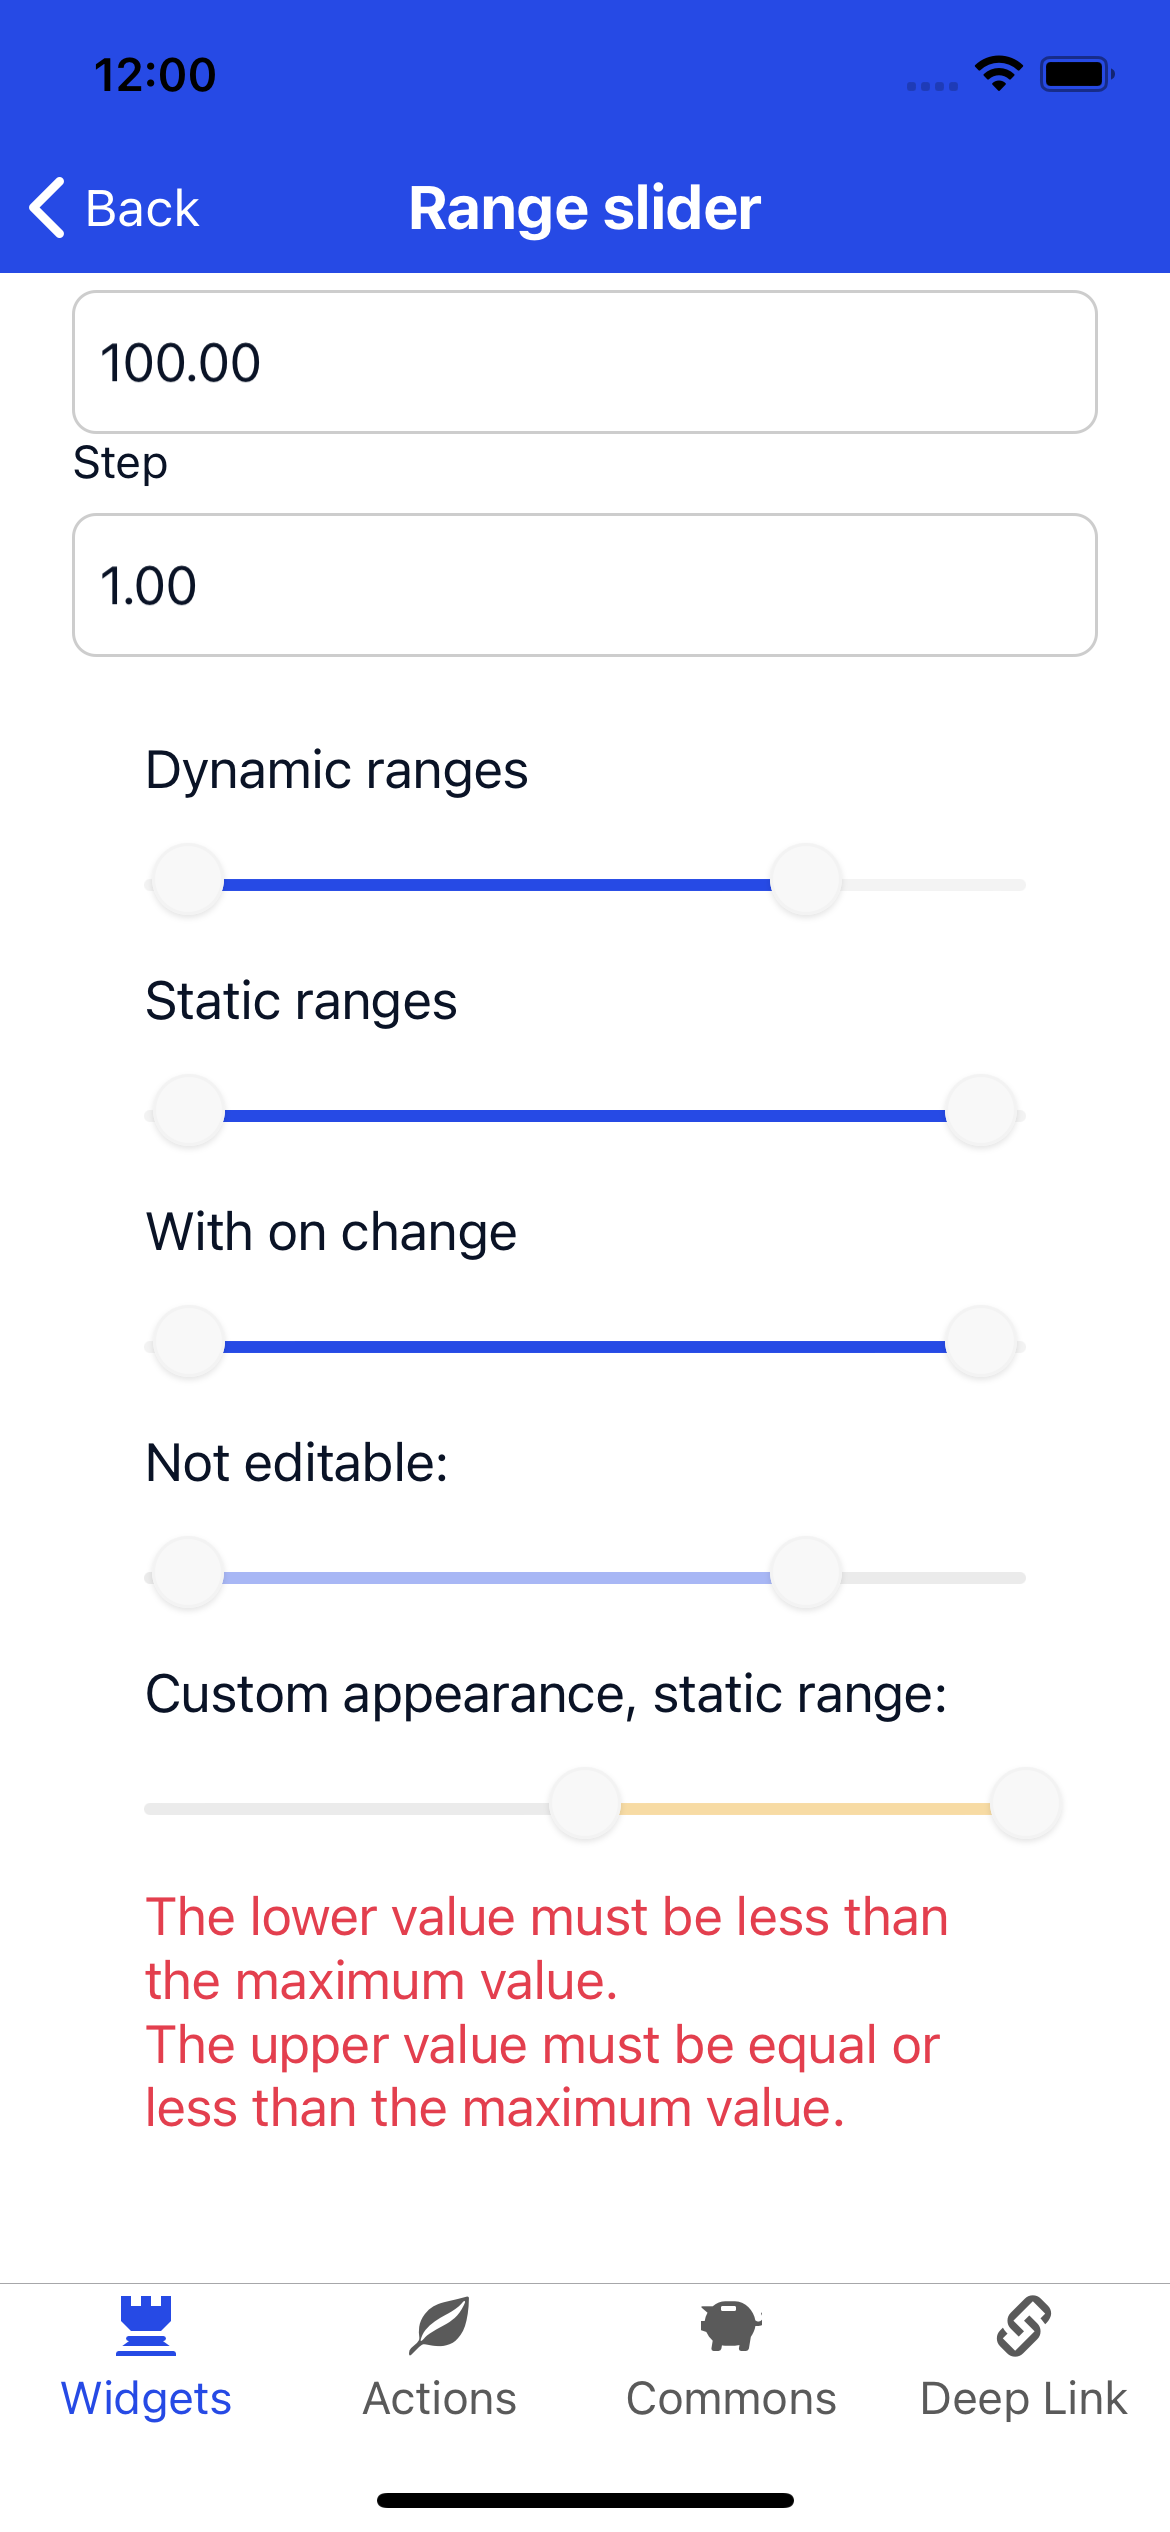 12:00
Back
Range slider
100.00
Step
1.00
Dynamic ranges
Static ranges
With on change
Not editable:
Custom appearance, static range:
The lower value must be less than
the maximum value.
The upper value must be equal or
less than the maximum value.
Widgets
Actions
Commons
Deep Link